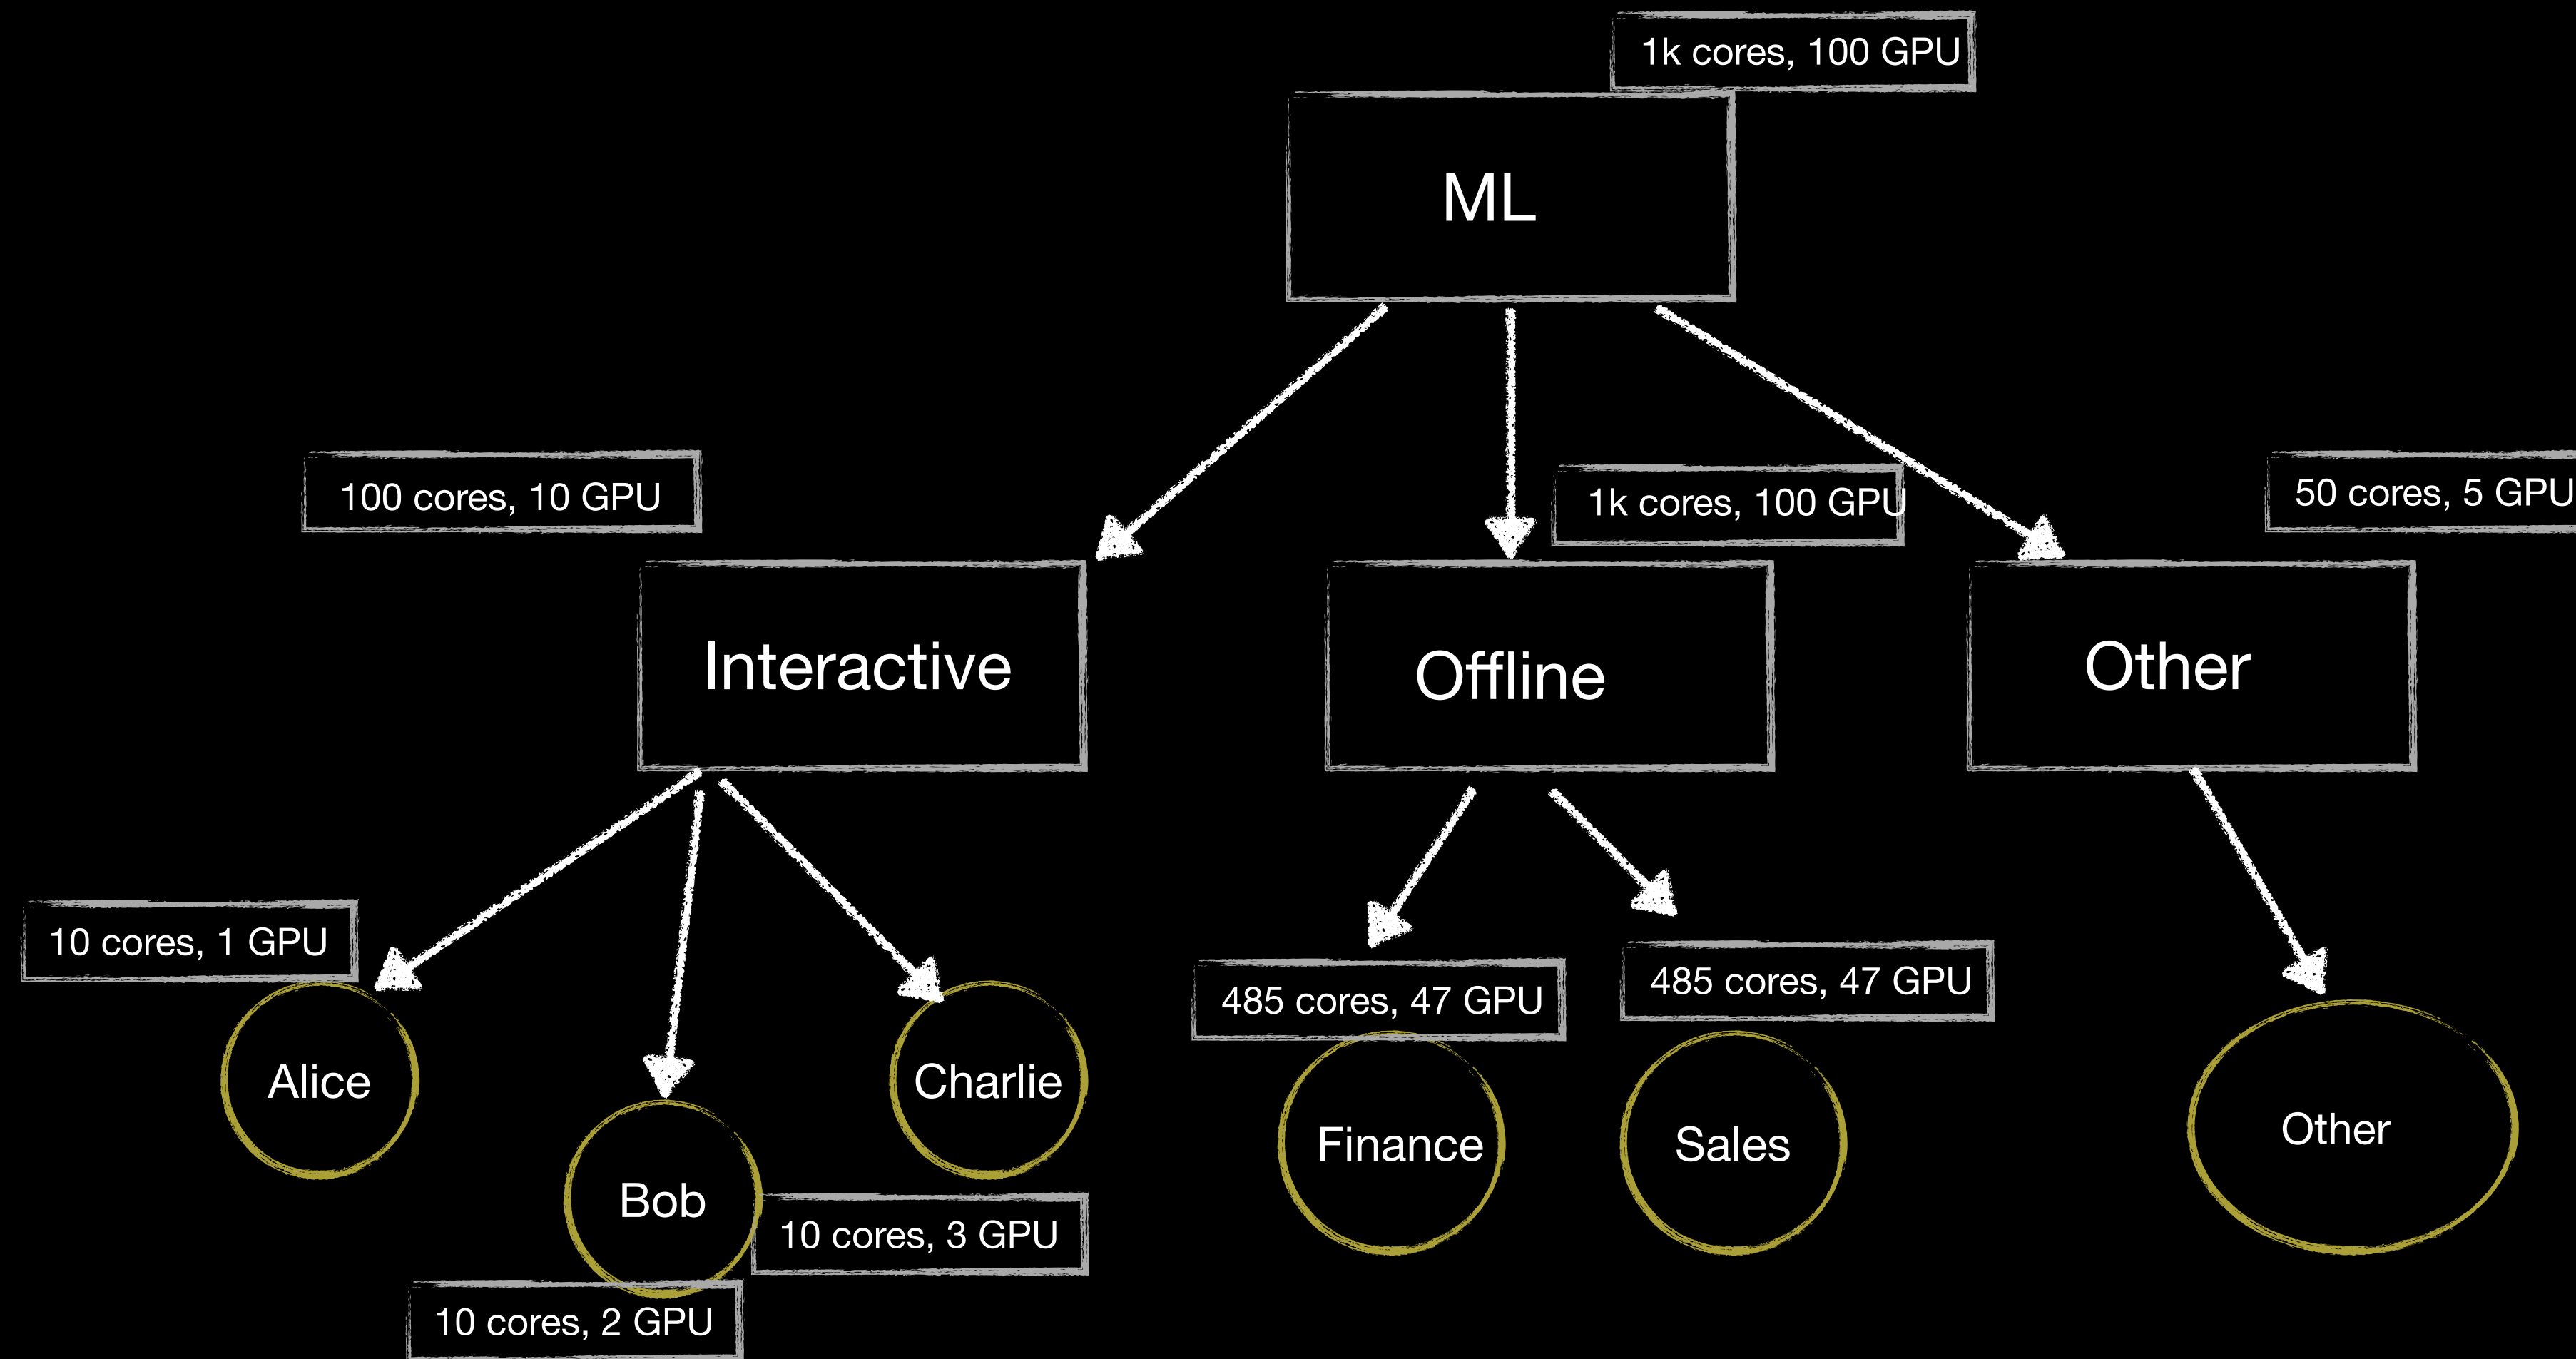 1k cores, 100 GPU
ML
100 cores, 10 GPU
1k cores, 100 GPU
50 cores, 5 GPU
Interactive
Offline
Other
10 cores, 1 GPU
485 cores, 47 GPU
485 cores, 47 GPU
Alice
Charlie
Bob
Finance
Sales
Other
10 cores, 3 GPU
10 cores, 2 GPU